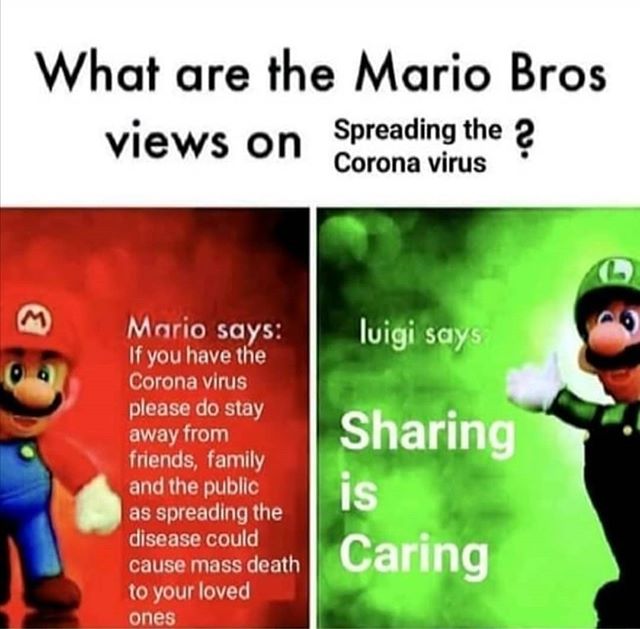 What are the Mario Bros
views on Spreading the ?
Corona virus
M
Mario says:
If you have the
Corona virus
please do stay
away from
friends, family
and the public
as spreading the
disease could
cause mass death
to your loved
ones
L
luigi says:
Sharing
is
Caring